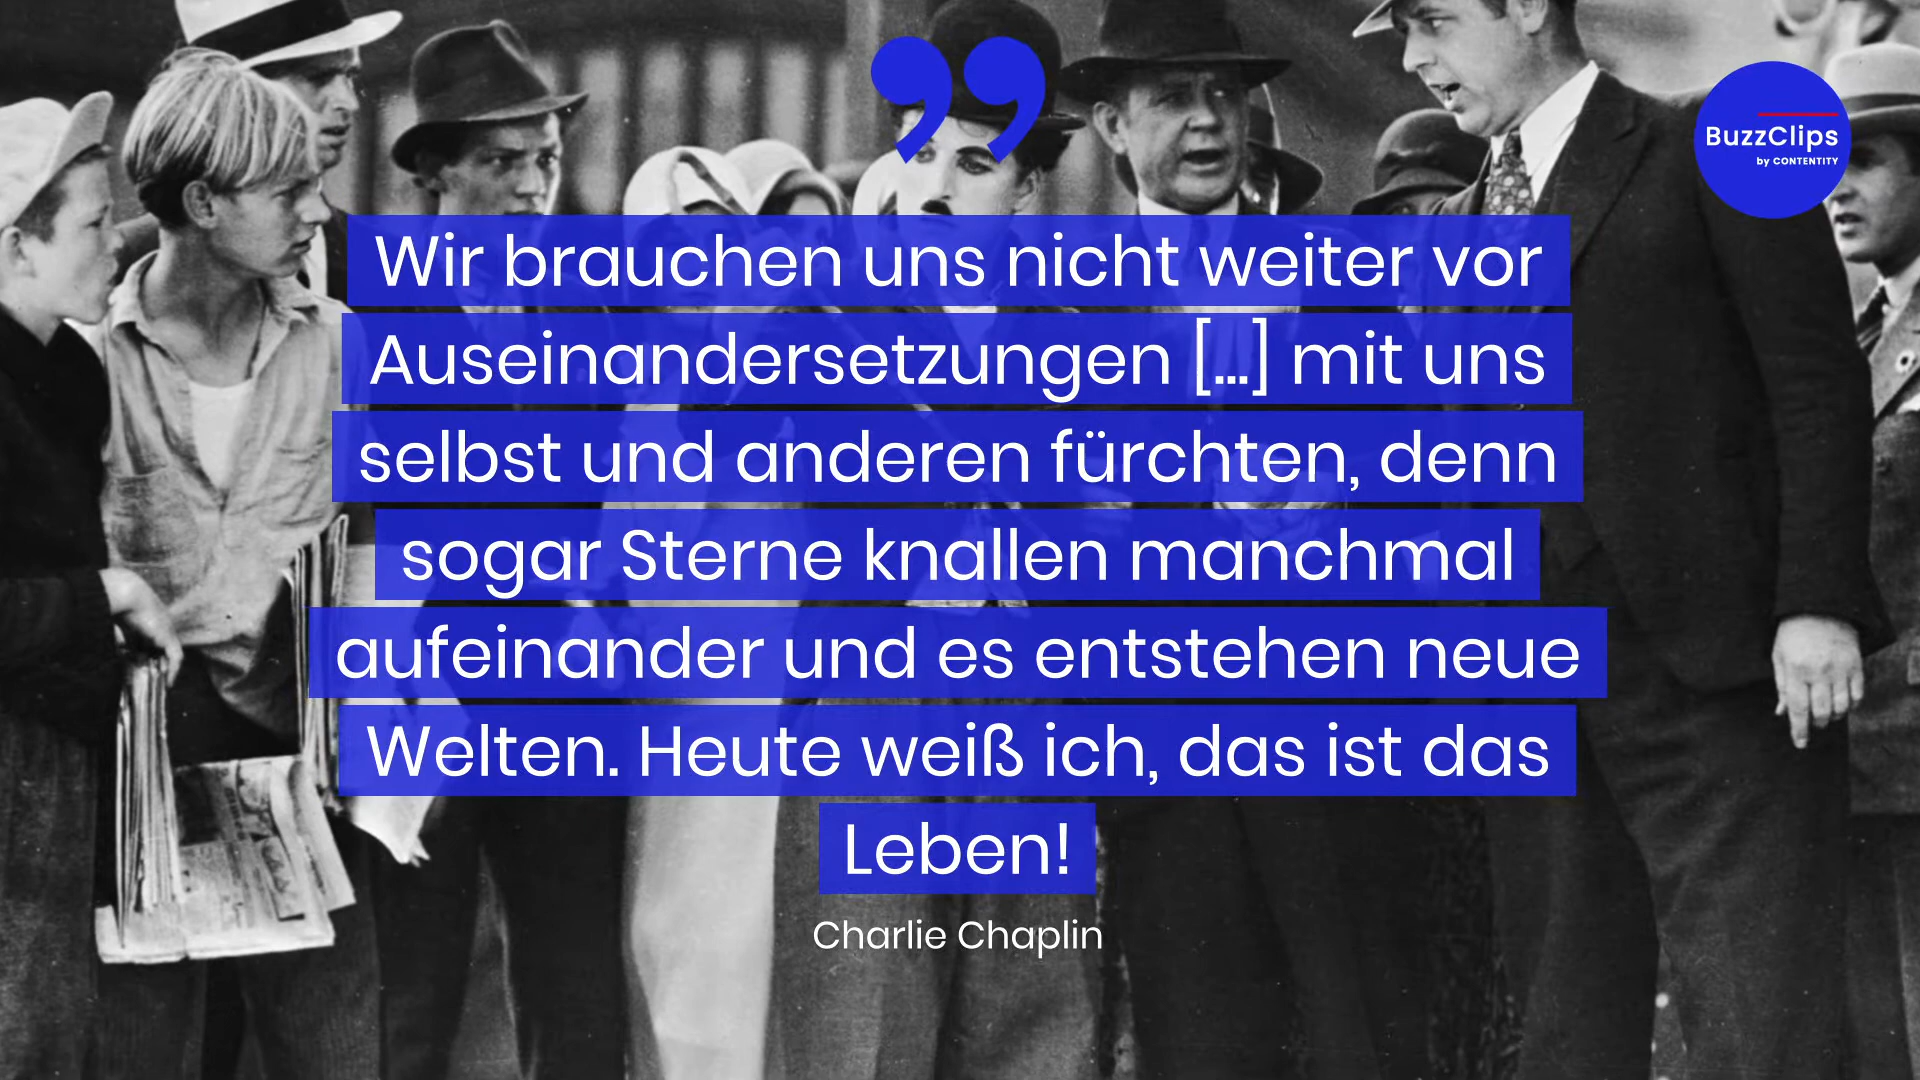 BuzzClips
by CONTENTITY
Wir brauchen uns nicht weiter vor
Auseinandersetzungen [...] mit uns
selbst und anderen fürchten, denn
sogar Sterne knallen manchmal
aufeinander und es entstehen neue
Welten. Heute weiß ich, das ist das
Leben!
Charlie Chaplin